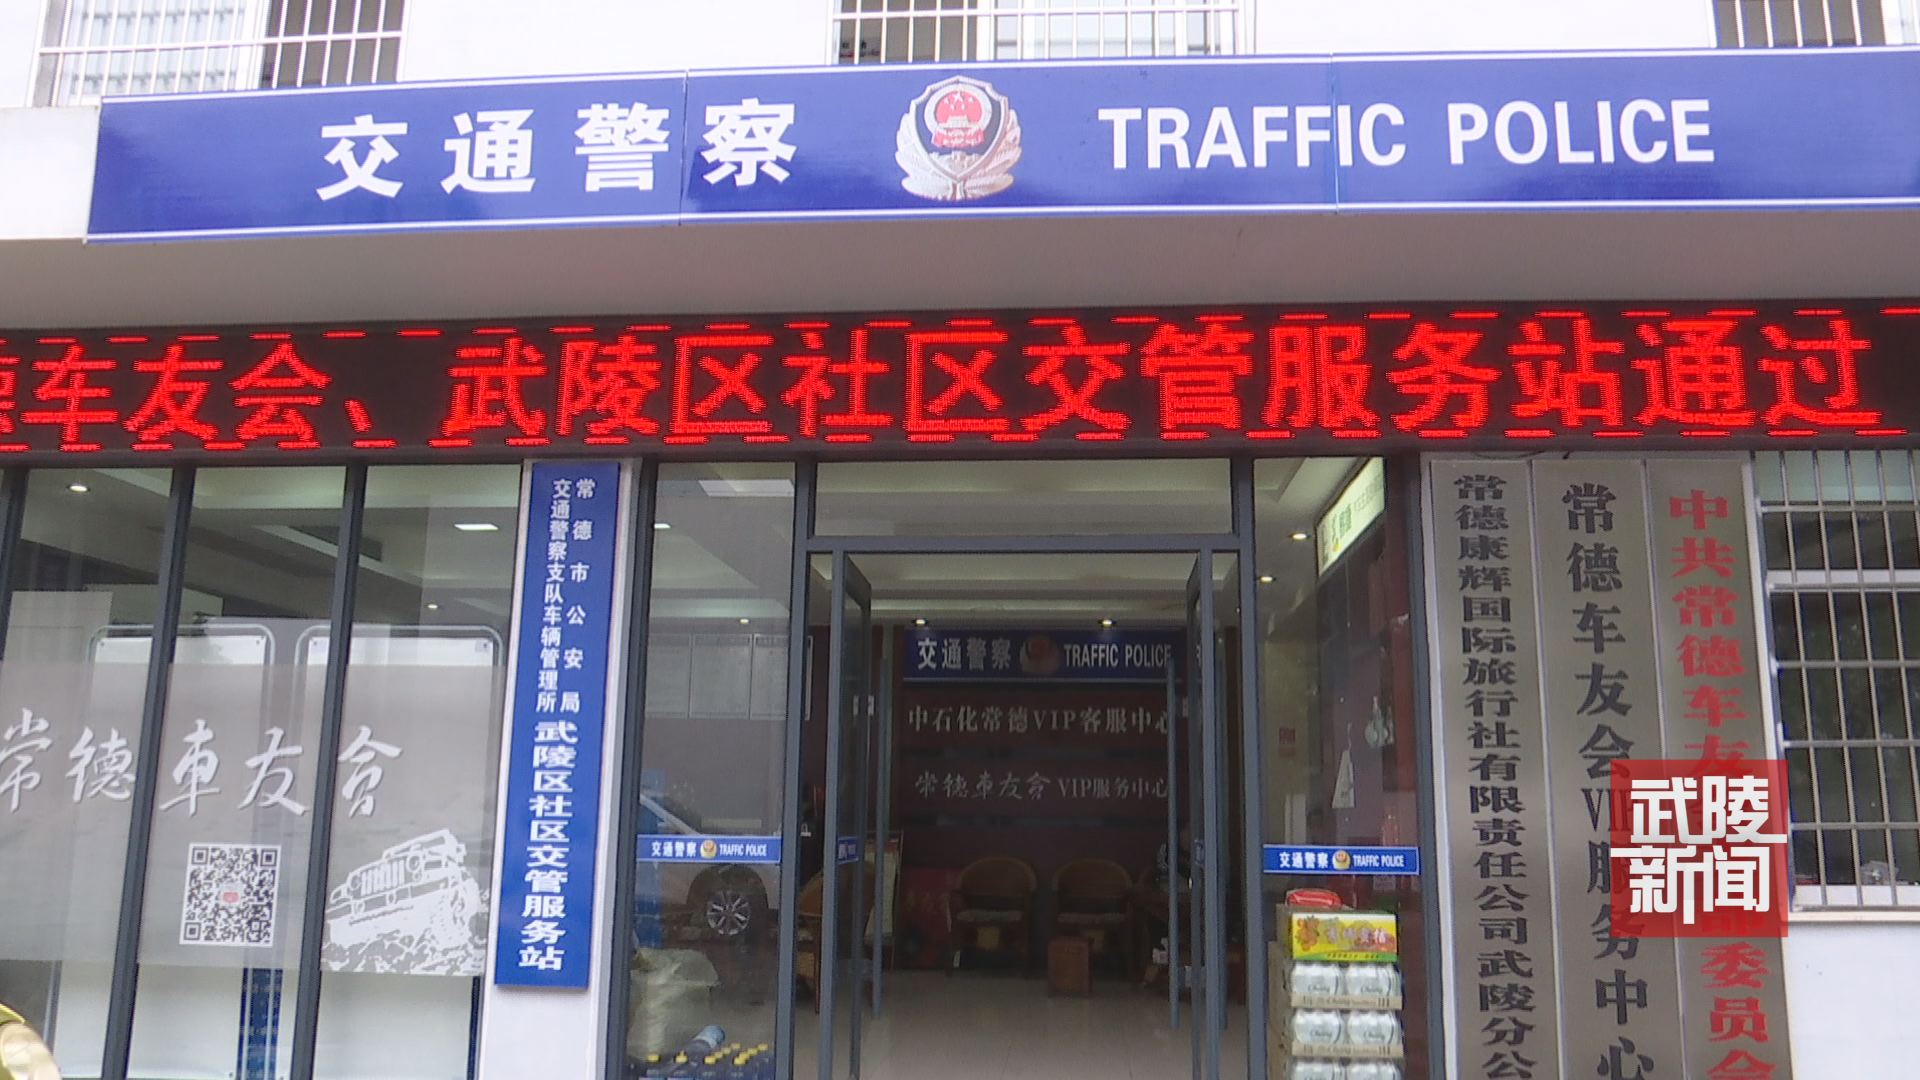 交通警察 TRAFFIC POLICE
车友会、武陵区社区交管服务站通过
常德市公安局
交通警察支队车辆管理所
武陵区社区交管服务站
交通警察 TRAFFIC POLICE
中石化常德VIP客服中心
常德車友會VIP服务中心
常德車友會
交通警察 TRAFFIC POLICE
交通警察 TRAFFIC POLICE
常德康辉国际旅行社有限责任公司武陵分公
常德车友会VIP服务中心
中共常德车友
委员会
武陵
新闻